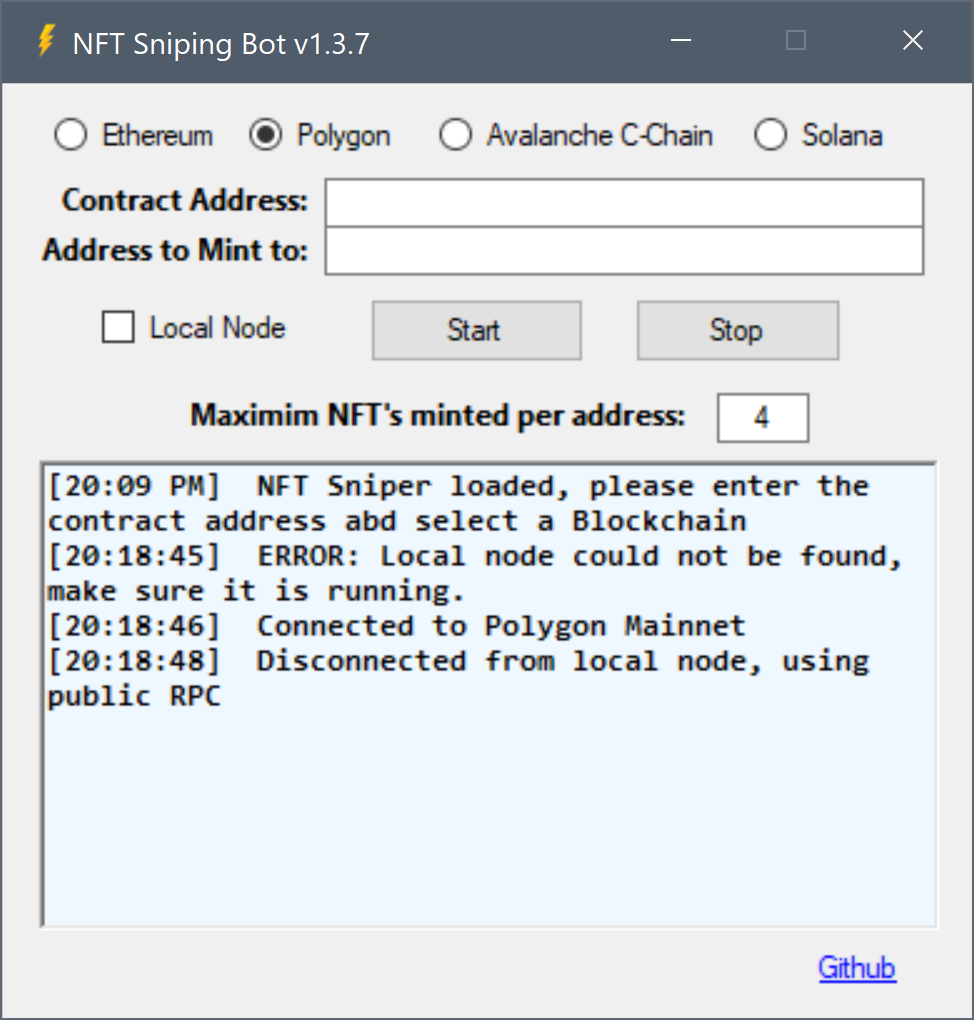 NFT Sniping Bot v1.3.7
Ethereum Polygon Avalanche C-Chain Solana
Contract Address:
Address to Mint to:
Local Node Start Stop
Maximim NFT's minted per address: 4
[20:09 PM]  NFT Sniper loaded, please enter the
contract address abd select a Blockchain
[20:18:45]  ERROR: Local node could not be found,
make sure it is running.
[20:18:46]  Connected to Polygon Mainnet
[20:18:48]  Disconnected from local node, using
public RPC
Github